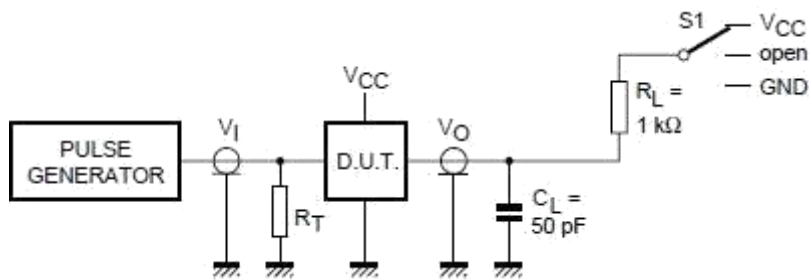 S1
VCC
open
GND
RL =
1 kΩ
VCC
VI
VO
PULSE
GENERATOR
D.U.T.
RT
CL =
50 pF